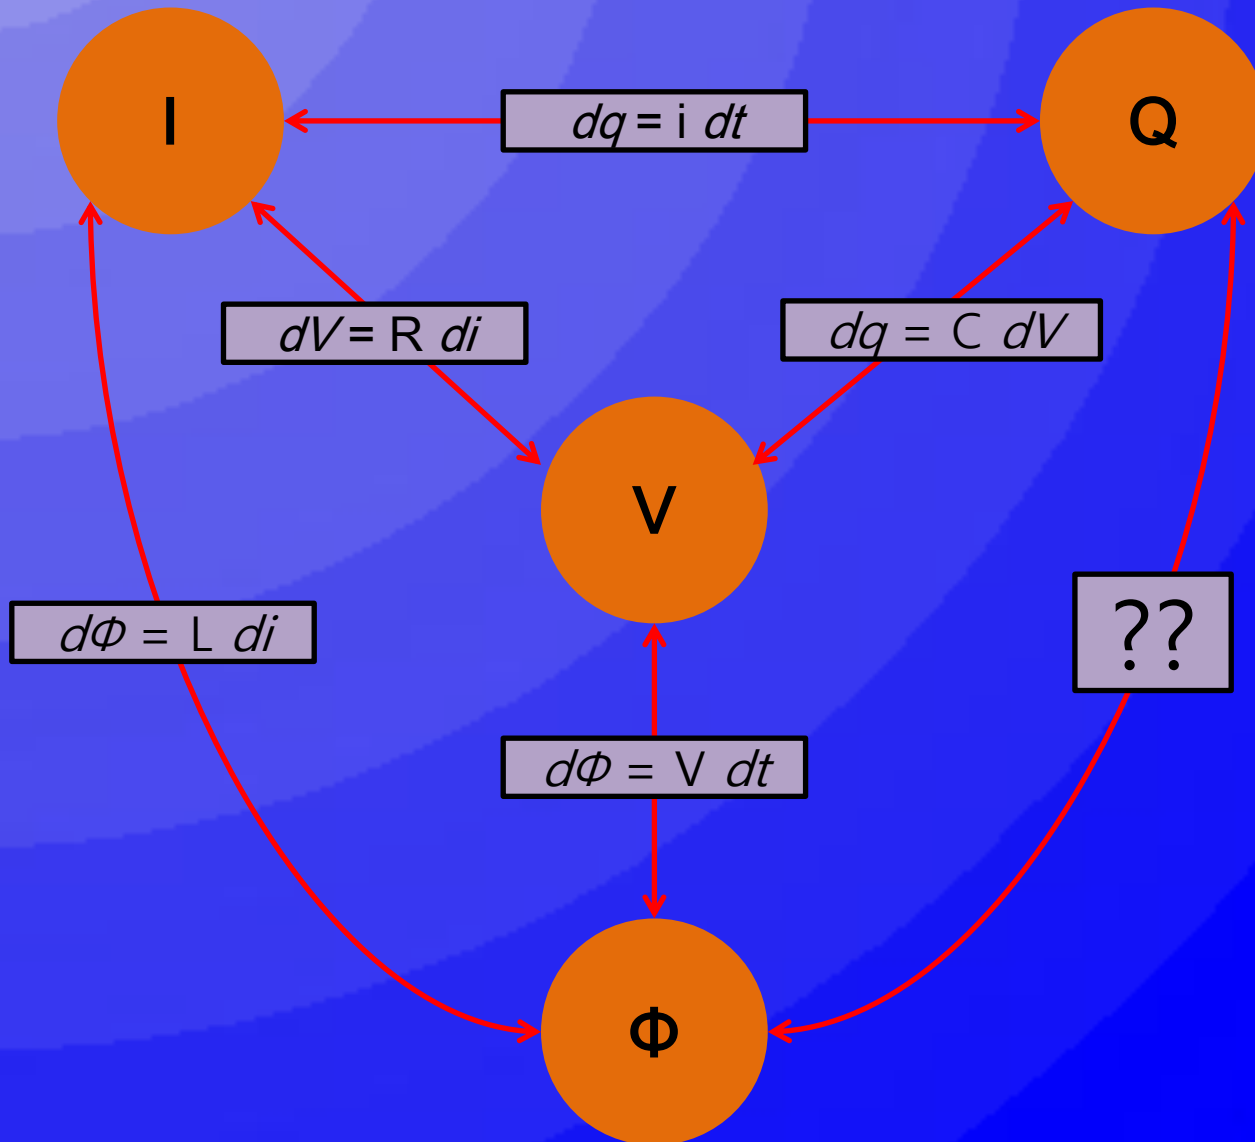 I
dq = i dt
Q
dV = R di
dq = C dV
V
dΦ = L di
??
dΦ = V dt
Φ